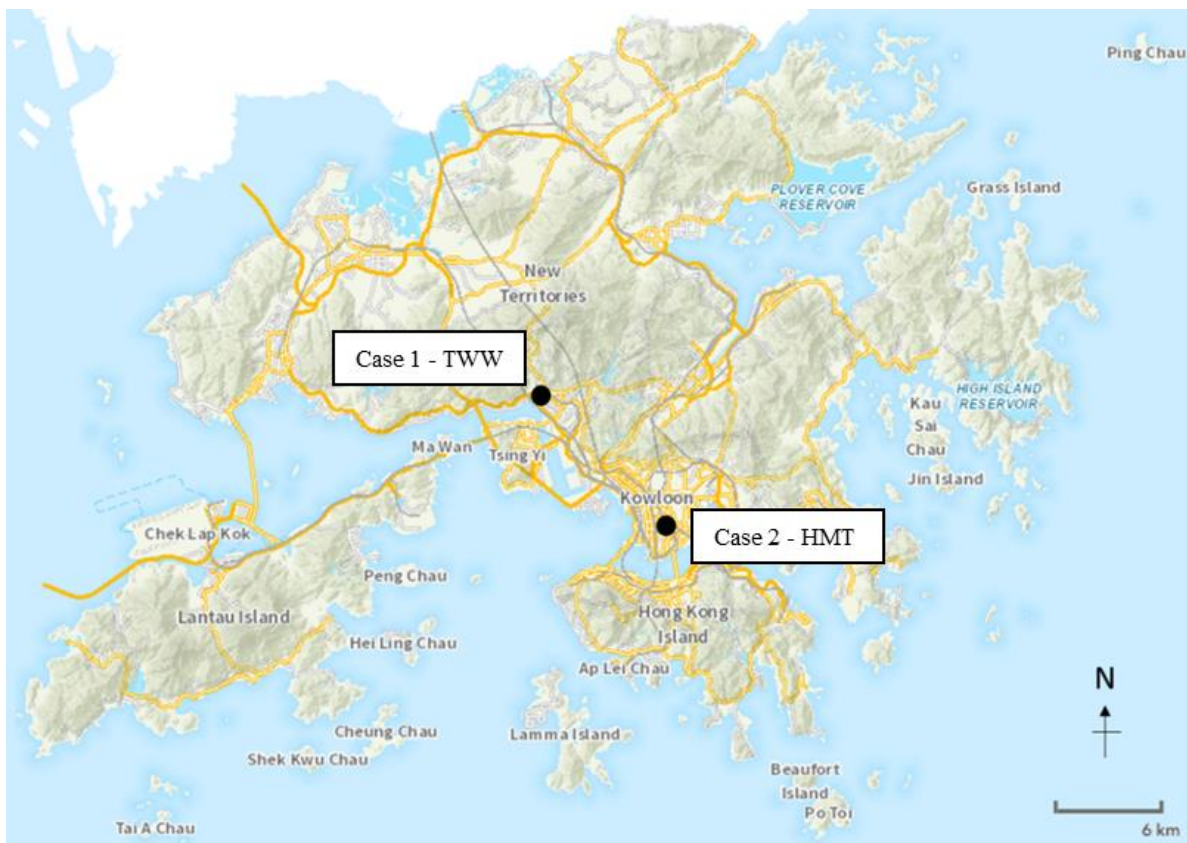 Ping Chau
PLOVER COVE
RESERVOIR
Grass Island
New
Territories
Case 1 - TWW
HIGH ISLAND
RESERVOIR
Kau
Sai
Chau
Ma Wan
Tsing Yi
Jin Island
Kowloon
Chek Lap Kok
Case 2 - HMT
Peng Chau
Lantau Island
Hong Kong
Island
Hei Ling Chau
Ap Lei Chau
N
Cheung Chau
Lamma Island
Shek Kwu Chau
Beaufort
Island
Po Toi
Tai A Chau
6 km